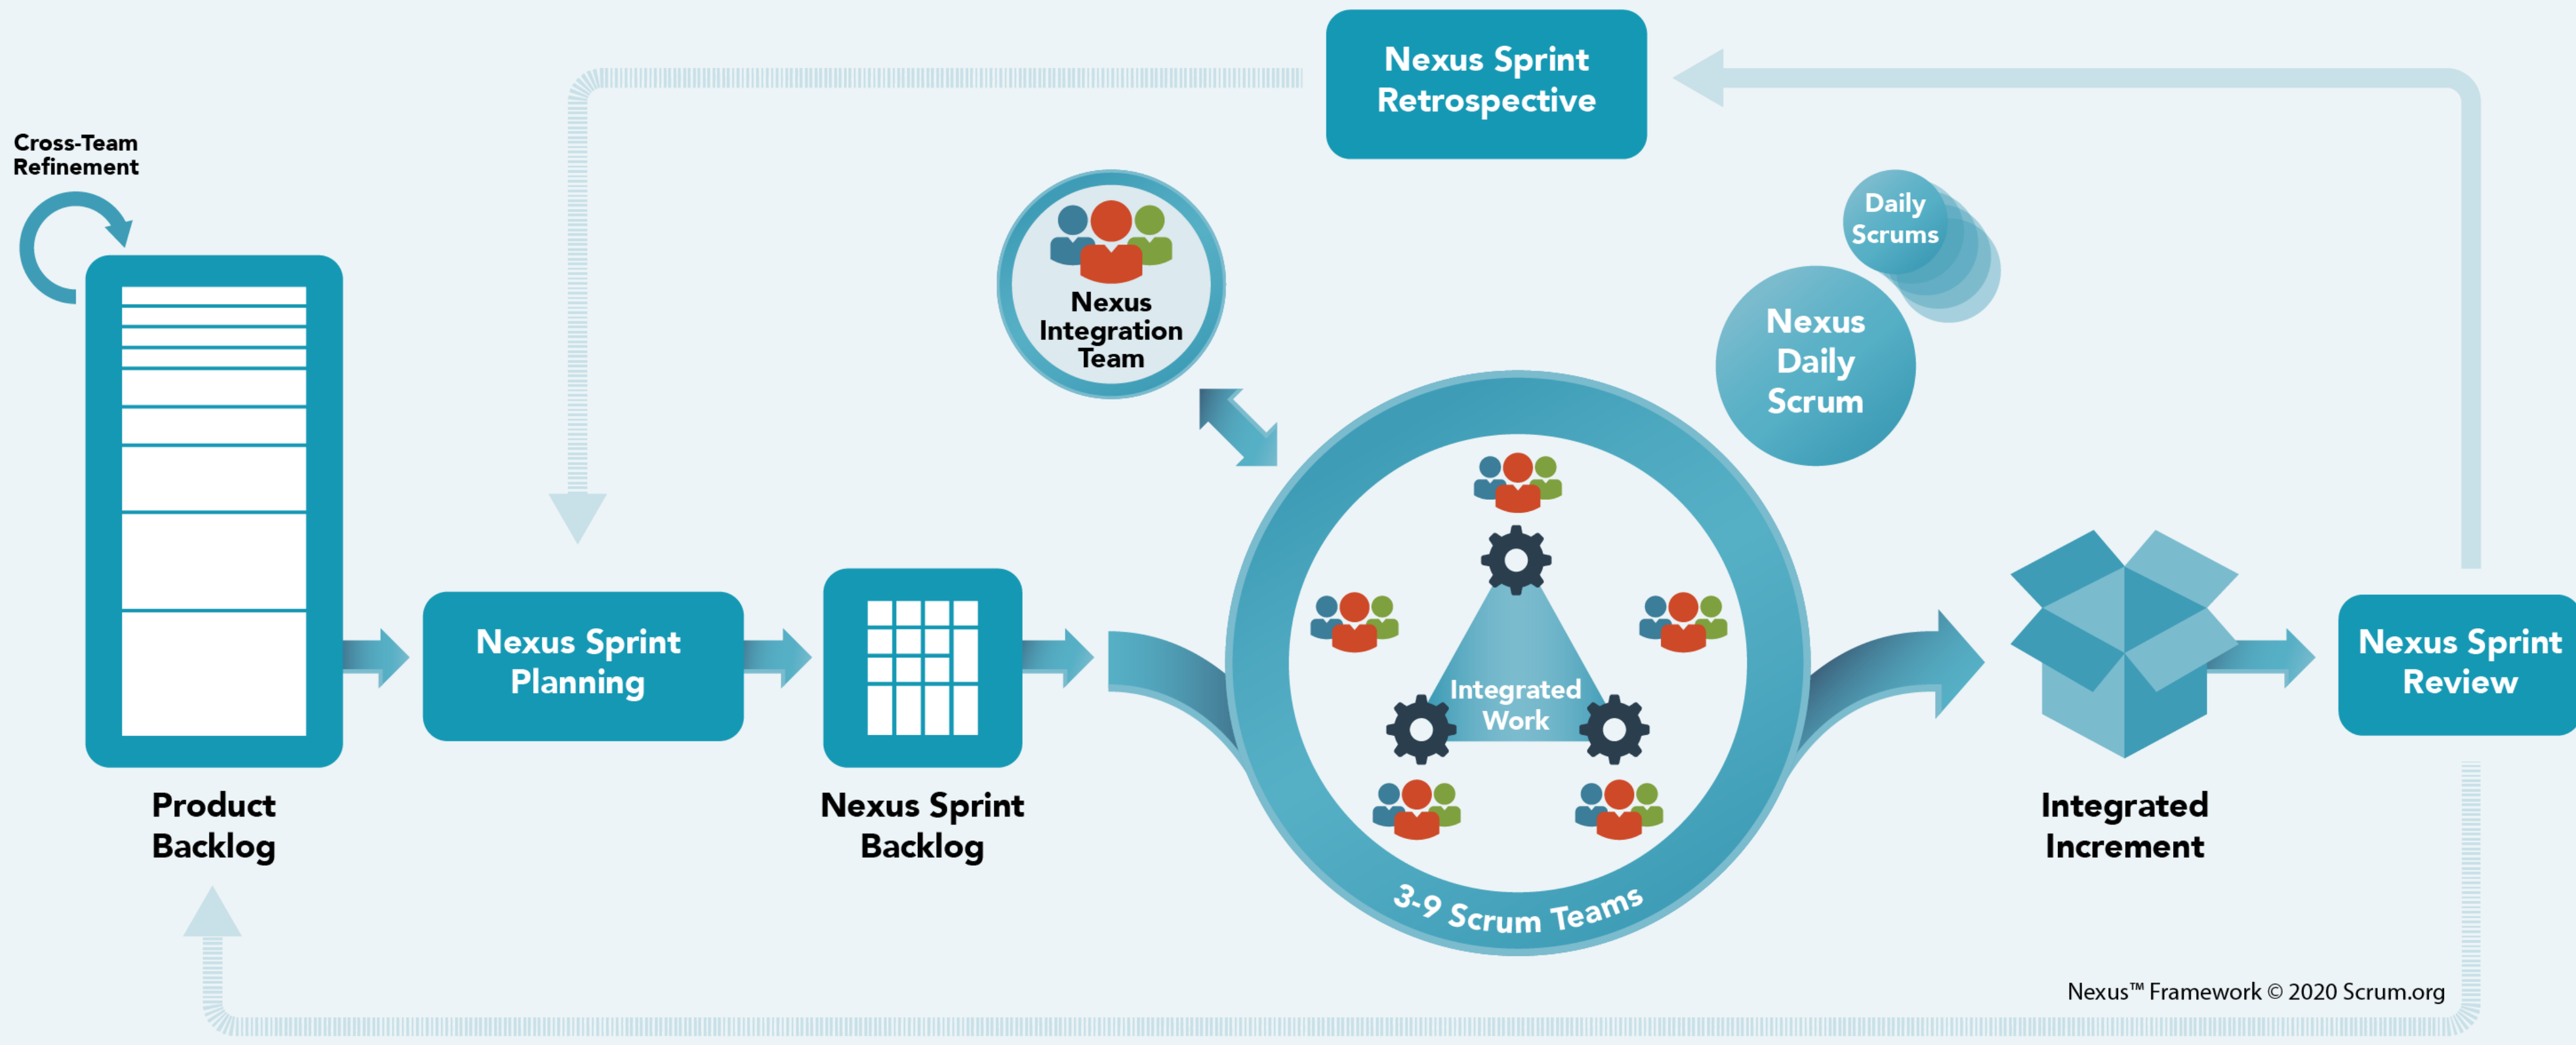 Nexus Sprint
Retrospective
Cross-Team
Refinement
Nexus
Integration
Team
Daily
Scrums
Nexus
Daily
Scrum
Product
Backlog
Nexus Sprint
Planning
Nexus Sprint
Backlog
Integrated
Work
3-9 Scrum Teams
Integrated
Increment
Nexus Sprint
Review
Nexus™ Framework © 2020 Scrum.org